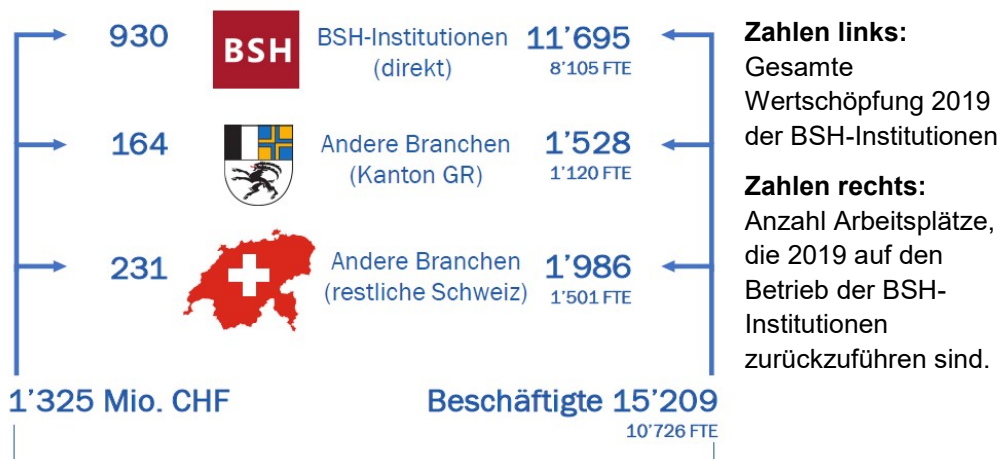 930
BSH
BSH-Institutionen
(direkt)
11’695
8’105 FTE
164
Andere Branchen
(Kanton GR)
1’528
1’120 FTE
231
Andere Branchen
(restliche Schweiz)
1’986
1’501 FTE
1’325 Mio. CHF
Beschäftigte 15’209
10’726 FTE
Zahlen links:
Gesamte
Wertschöpfung 2019
der BSH-Institutionen
Zahlen rechts:
Anzahl Arbeitsplätze,
die 2019 auf den
Betrieb der BSH-
Institutionen
zurückzuführen sind.